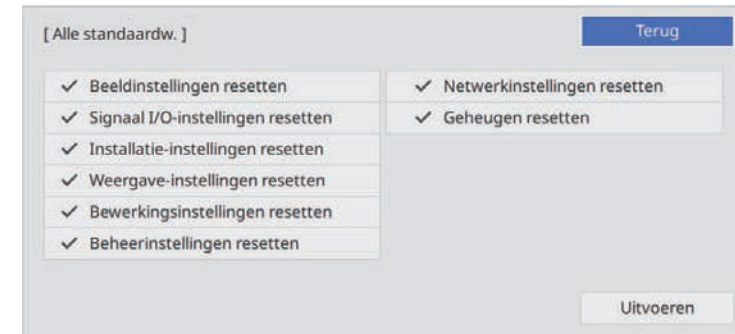 [ Alle standaardw. ]
Terug
Beeldinstellingen resetten
Signaal I/O-instellingen resetten
Installatie-instellingen resetten
Weergave-instellingen resetten
Bewerkingsinstellingen resetten
Beheerinstellingen resetten
Netwerkinstellingen resetten
Geheugen resetten
Uitvoeren